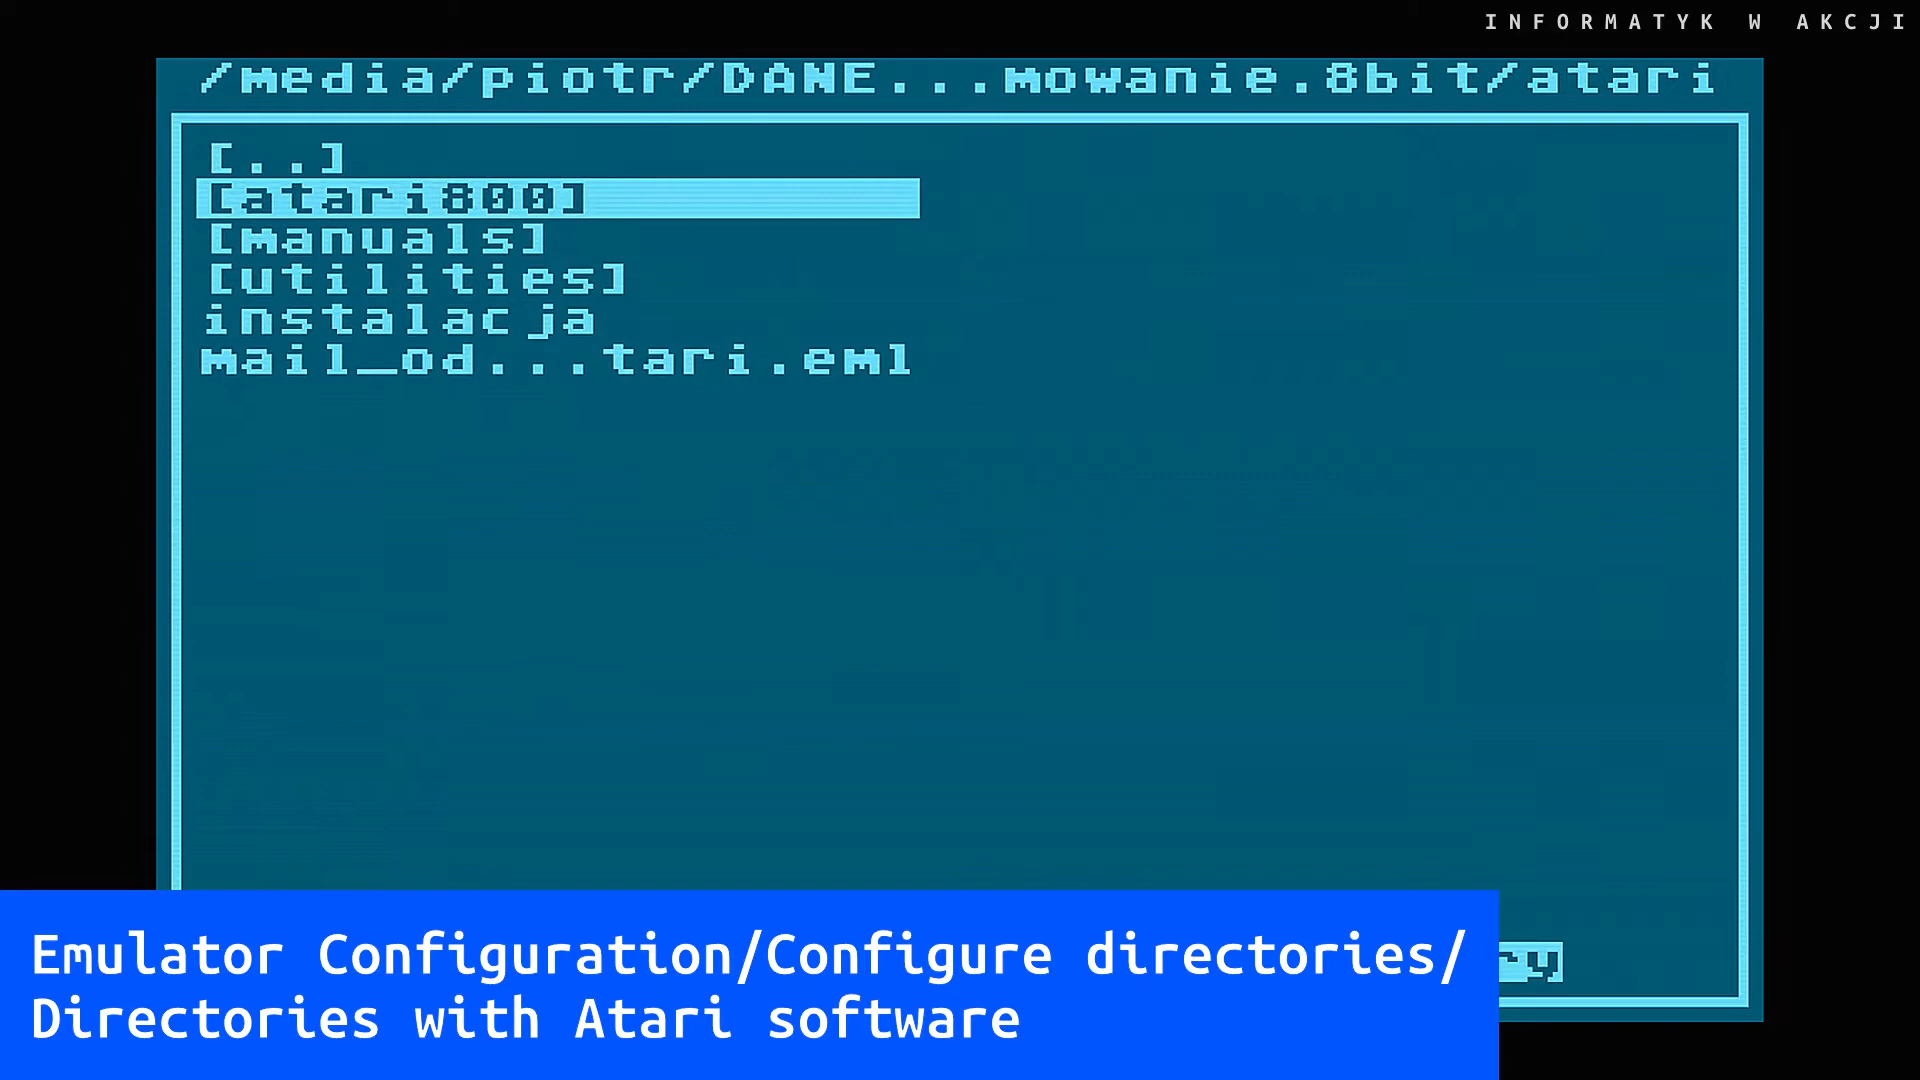 INFORMATYK W AKCJI
/media/piotr/DANE...mowanie.8bit/atari
[..]
[atari800]
[manuals]
[utilities]
instalacja
mail_od...tari.eml
Emulator Configuration/Configure directories/
Directories with Atari software